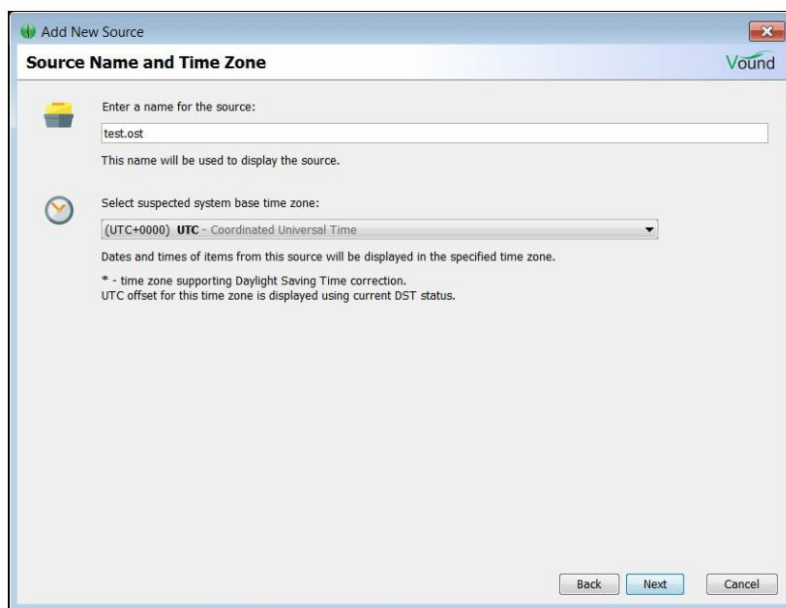 Add New Source
Source Name and Time Zone
Vound
Enter a name for the source:
test.ost
This name will be used to display the source.
Select suspected system base time zone:
(UTC+0000) UTC - Coordinated Universal Time
Dates and times of items from this source will be displayed in the specified time zone.
* - time zone supporting Daylight Saving Time correction.
UTC offset for this time zone is displayed using current DST status.
Back Next Cancel